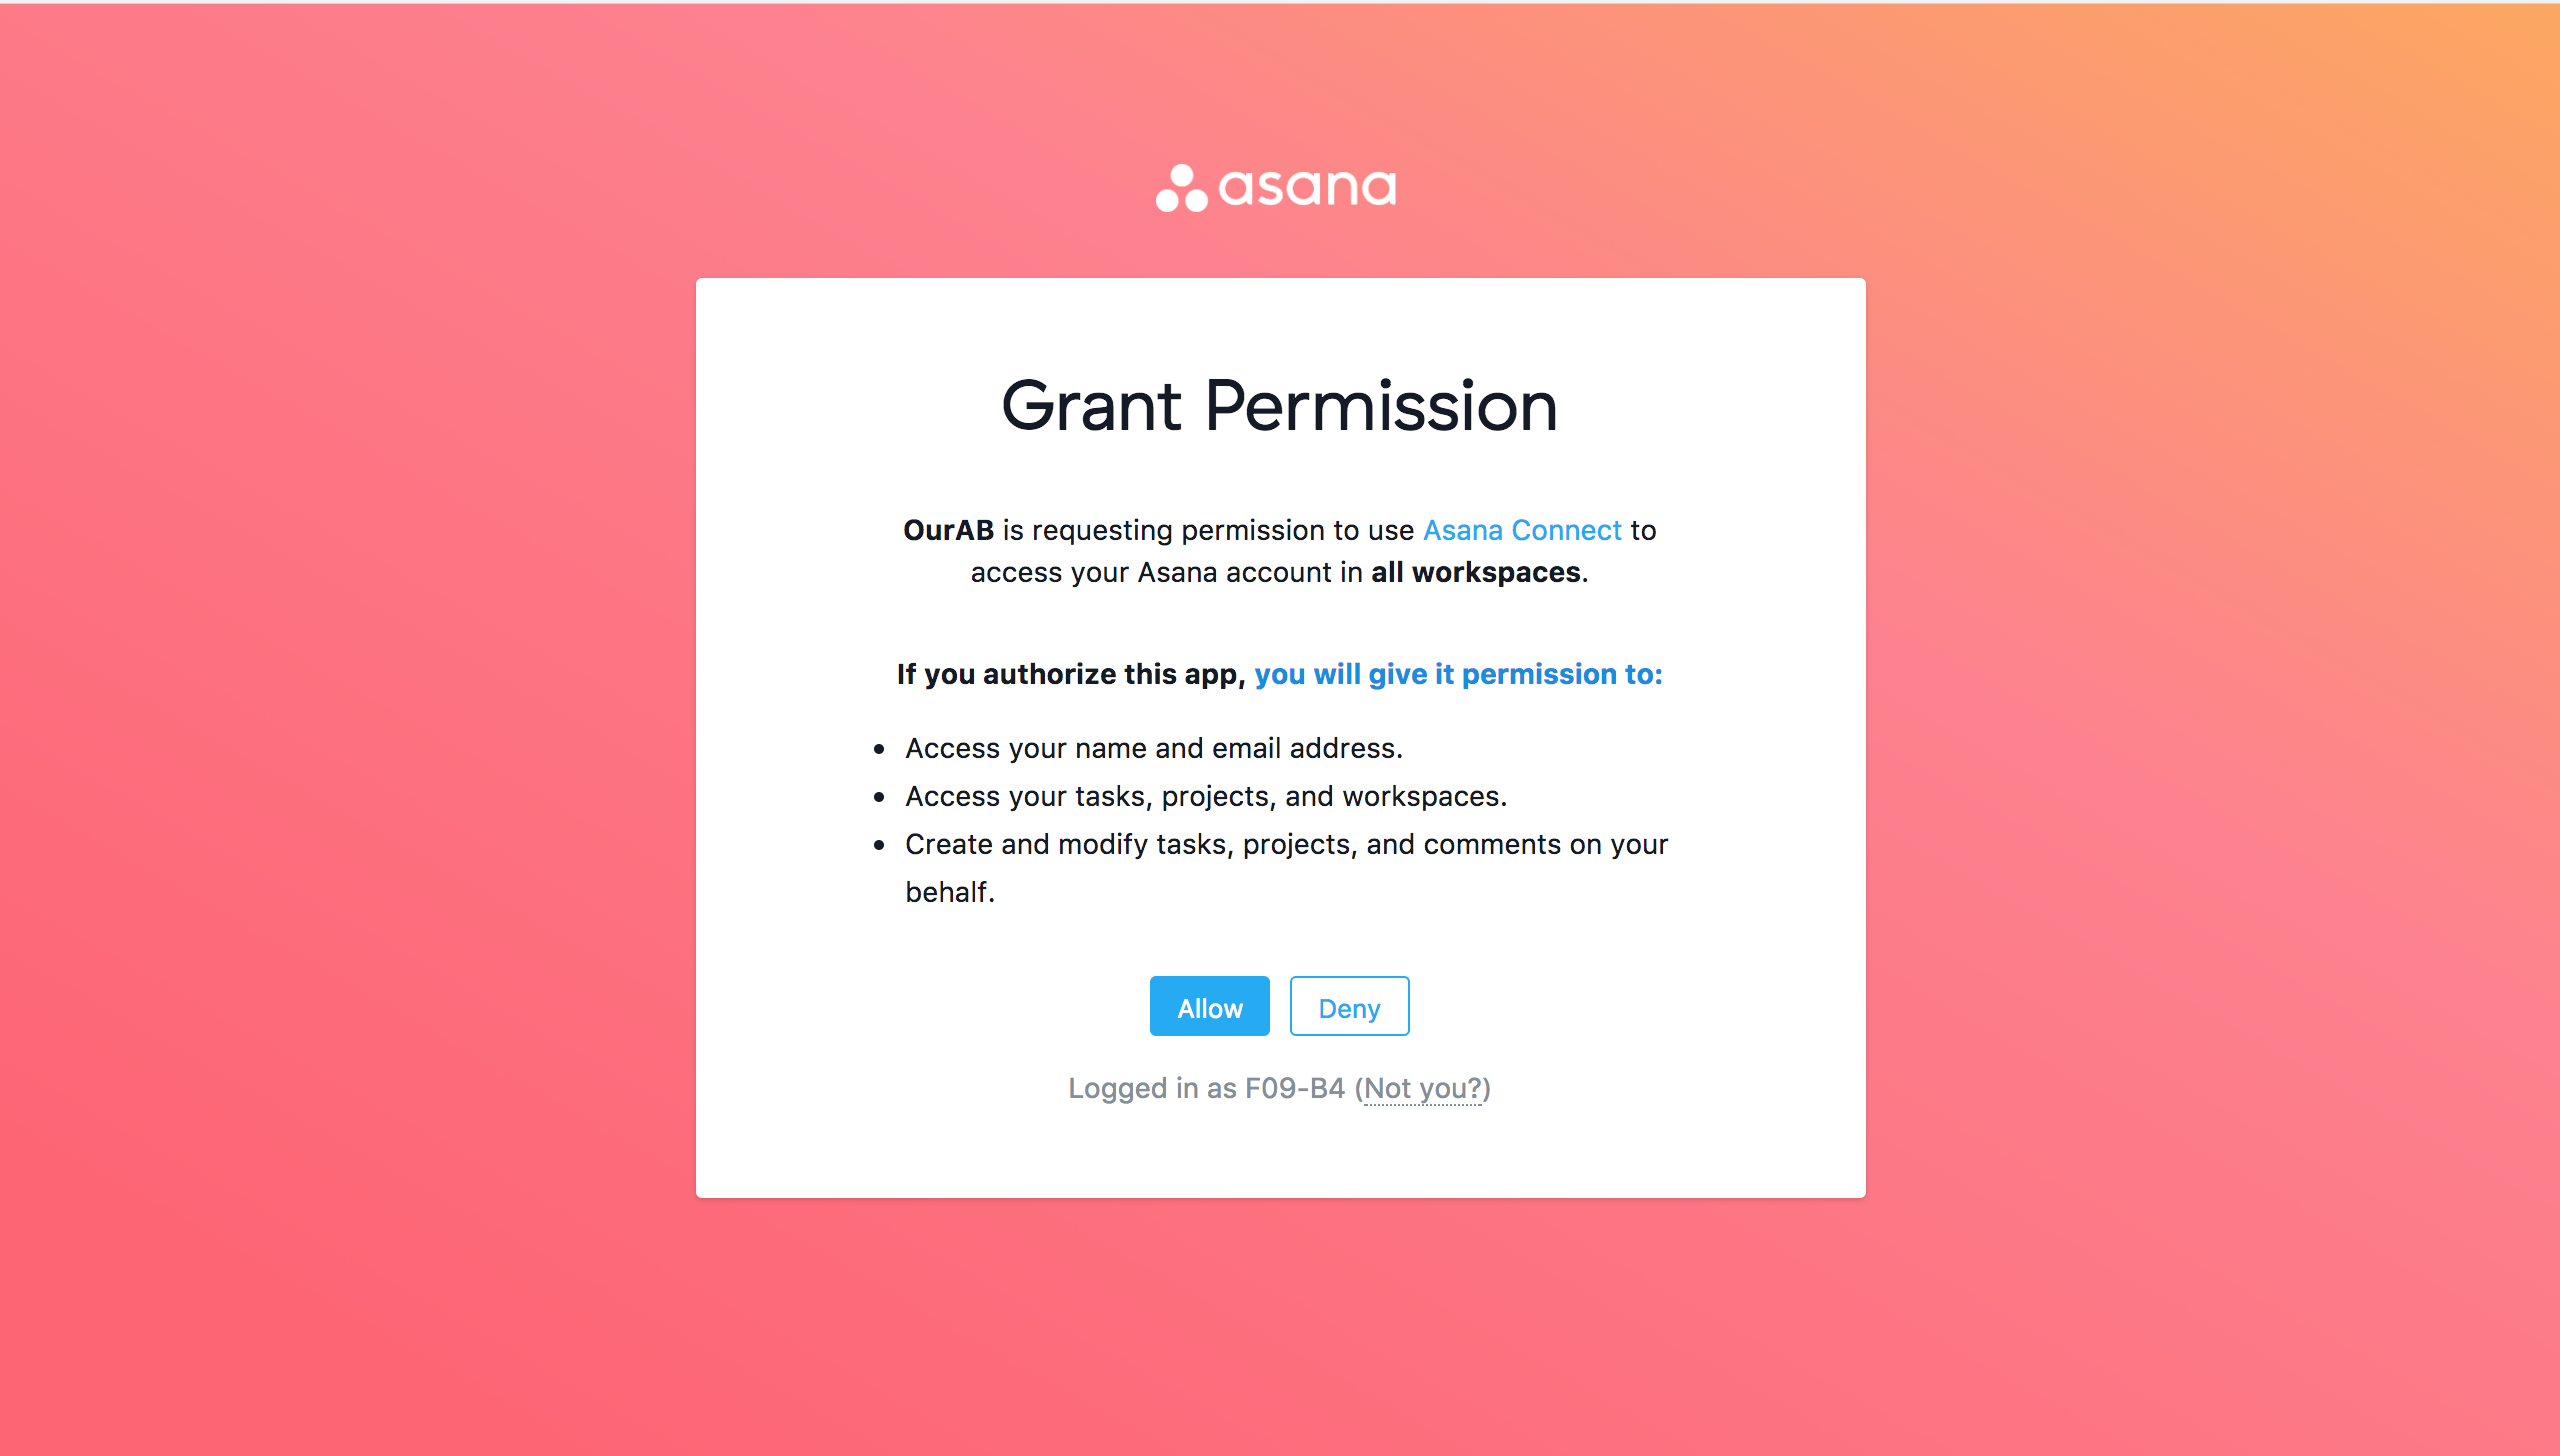 asana
Grant Permission
OurAB is requesting permission to use Asana Connect to
access your Asana account in all workspaces.
If you authorize this app, you will give it permission to:
• Access your name and email address.
• Access your tasks, projects, and workspaces.
• Create and modify tasks, projects, and comments on your
behalf.
Allow Deny
Logged in as F09-B4 (Not you?)